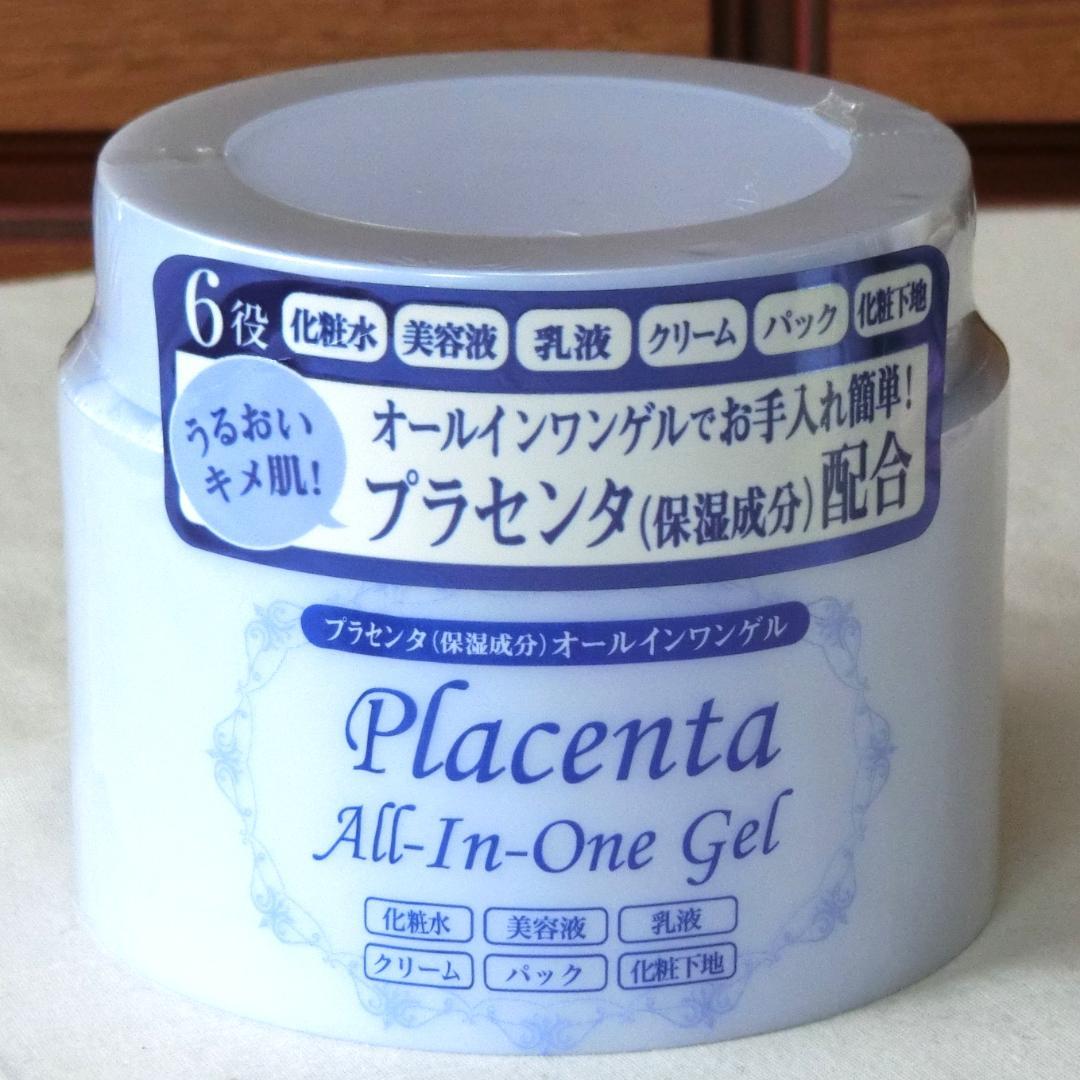 6役 化粧水 美容液 乳液 クリーム パック 化粧下地
うるおい
キメ肌!
オールインワンゲルでお手入れ簡単!
プラセンタ(保湿成分)配合
プラセンタ(保湿成分)オールインワンゲル
Placenta
All-In-One Gel
化粧水 美容液 乳液
クリーム パック 化粧下地